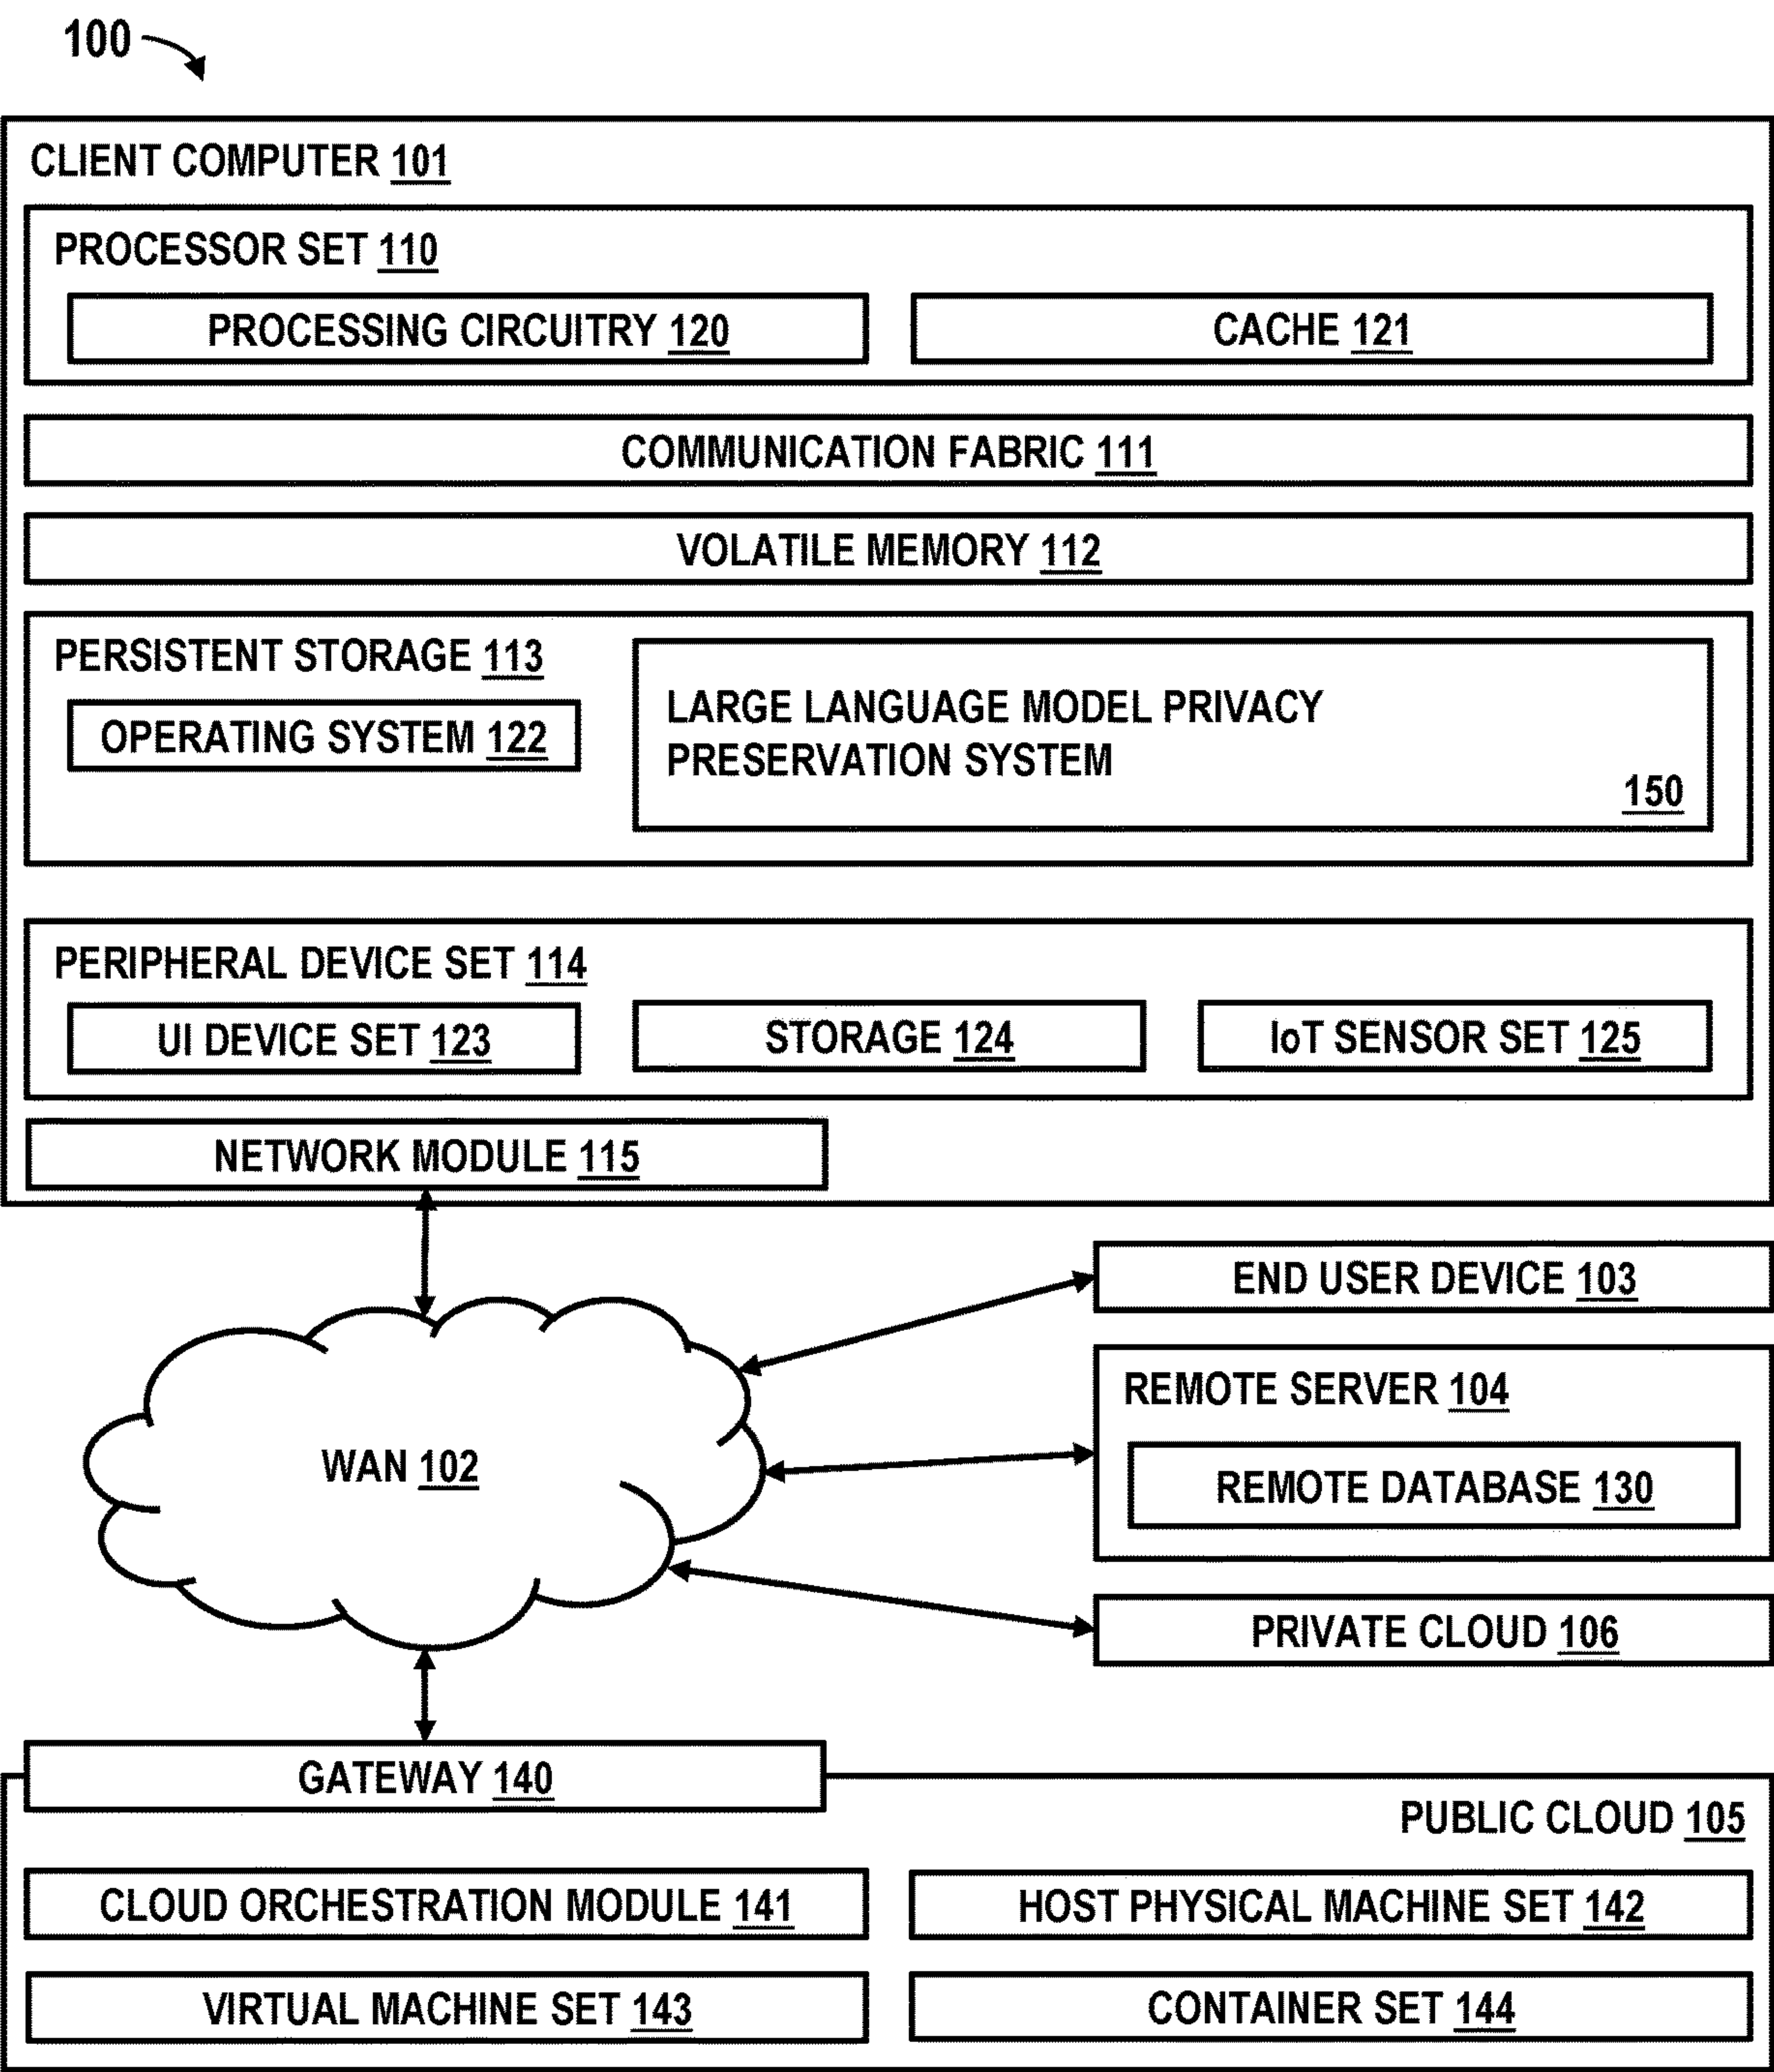 100
CLIENT COMPUTER 101
PROCESSOR SET 110
PROCESSING CIRCUITRY 120
CACHE 121
COMMUNICATION FABRIC 111
VOLATILE MEMORY 112
PERSISTENT STORAGE 113
OPERATING SYSTEM 122
LARGE LANGUAGE MODEL PRIVACY
PRESERVATION SYSTEM
150
PERIPHERAL DEVICE SET 114
UI DEVICE SET 123
STORAGE 124
IoT SENSOR SET 125
NETWORK MODULE 115
END USER DEVICE 103
REMOTE SERVER 104
WAN 102
REMOTE DATABASE 130
PRIVATE CLOUD 106
GATEWAY 140
PUBLIC CLOUD 105
CLOUD ORCHESTRATION MODULE 141
HOST PHYSICAL MACHINE SET 142
VIRTUAL MACHINE SET 143
CONTAINER SET 144